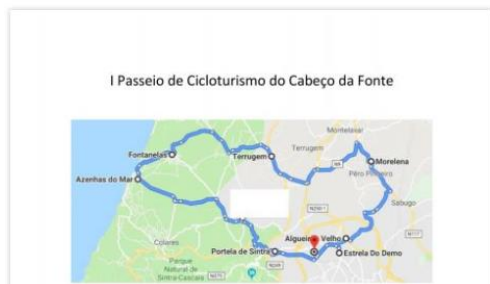 I Passeio de Cicloturismo do Cabeço da Fonte
Montelavar
Fontanelas
Terrugem
Terrugem
Morelena
Pêro Pinheiro
Azenhas do Mar
Sabugo
Colares
Algueirão Velho
Portela de Sintra
Estrela Do Demo
Parque
Natural de
Sintra-Cascais